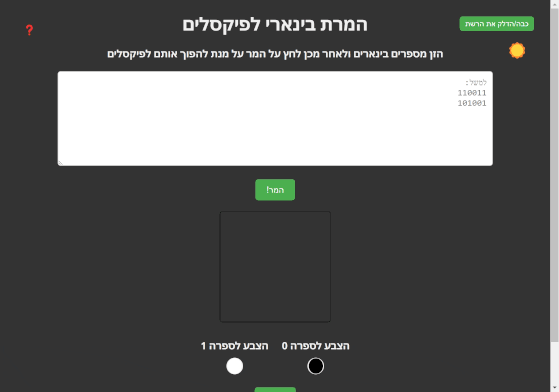 כבה/הדלק את הרשת
המרת בינארי לפיקסלים
?
הזן מספרים בינארים ולאחר מכן לחץ על המר על מנת להפוך אותם לפיקסלים
למשל:
110011
101001
המר!
הצבע לספרה 0
הצבע לספרה 1